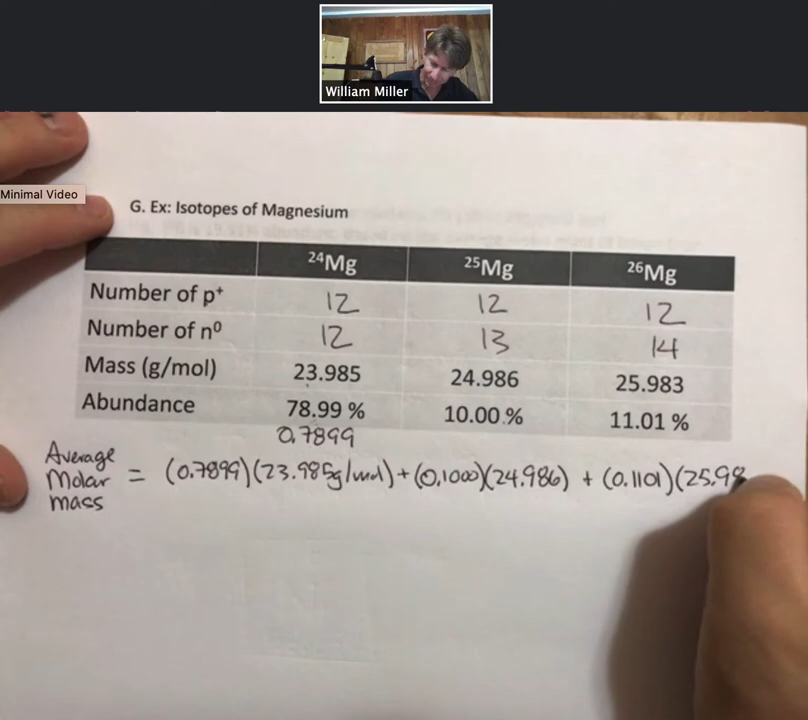 William Miller
Minimal Video
G. Ex: Isotopes of Magnesium
²⁴Mg ²⁵Mg ²⁶Mg
Number of p⁺ 12 12 12
Number of n⁰ 12 13 14
Mass (g/mol) 23.985 24.986 25.983
Abundance 78.99 % 10.00 % 11.01 %
0.7899
Average
Molar = (0.7899)(23.985g/mol)+(0.1000)(24.986) + (0.1101)(25.98
mass